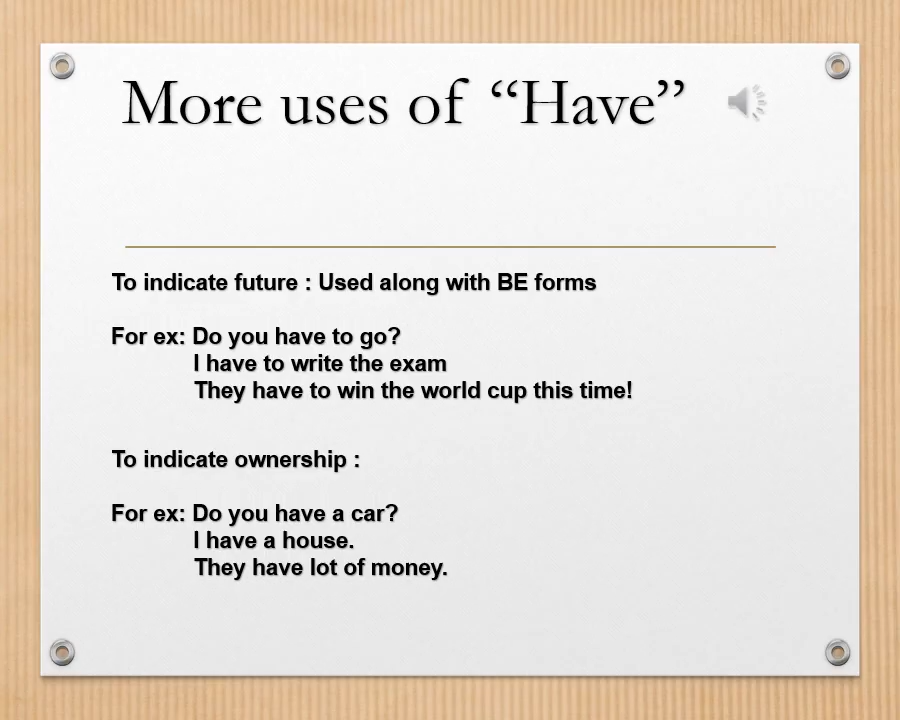 More uses of “Have”
To indicate future : Used along with BE forms
For ex: Do you have to go?
I have to write the exam
They have to win the world cup this time!
To indicate ownership :
For ex: Do you have a car?
I have a house.
They have lot of money.